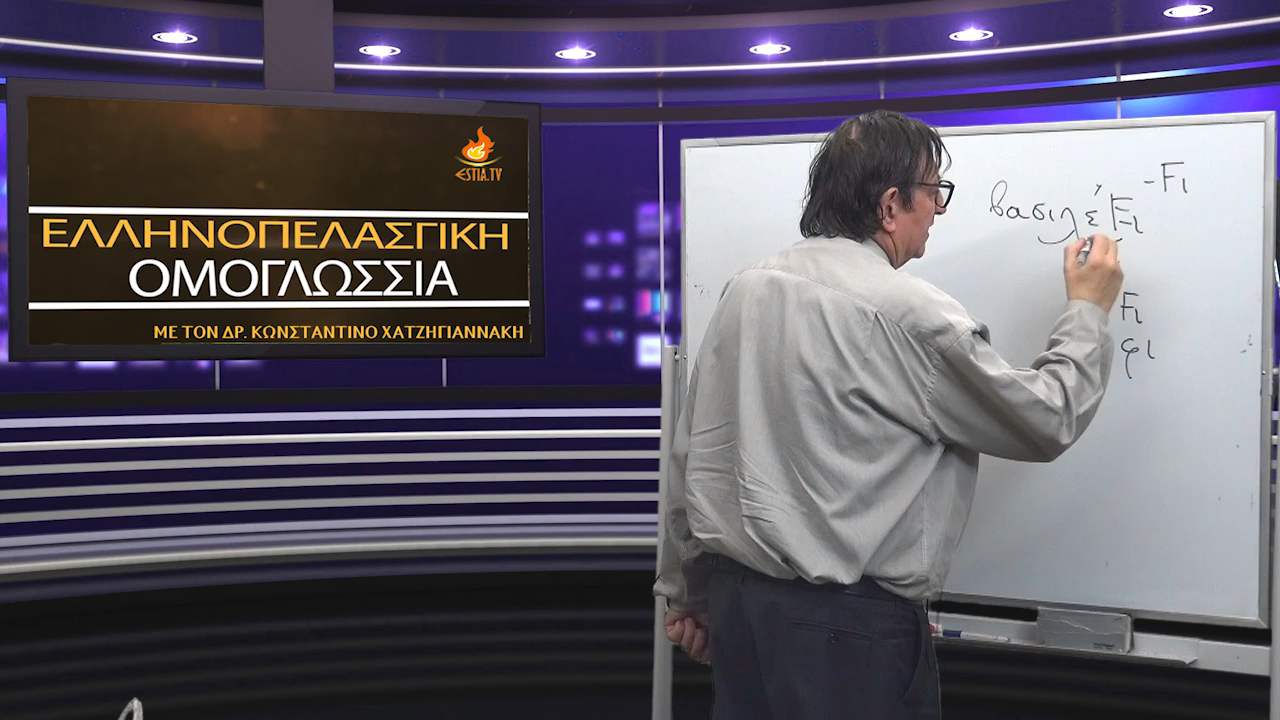 ESTIA.TV
ΕΛΛΗΝΟΠΕΛΑΣΓΙΚΗ
ΟΜΟΓΛΩΣΣΙΑ
ΜΕ ΤΟΝ ΔΡ. ΚΩΝΣΤΑΝΤΙΝΟ ΧΑΤΖΗΓΙΑΝΝΑΚΗ
-Fι
βασιλέFι
Fι
φι